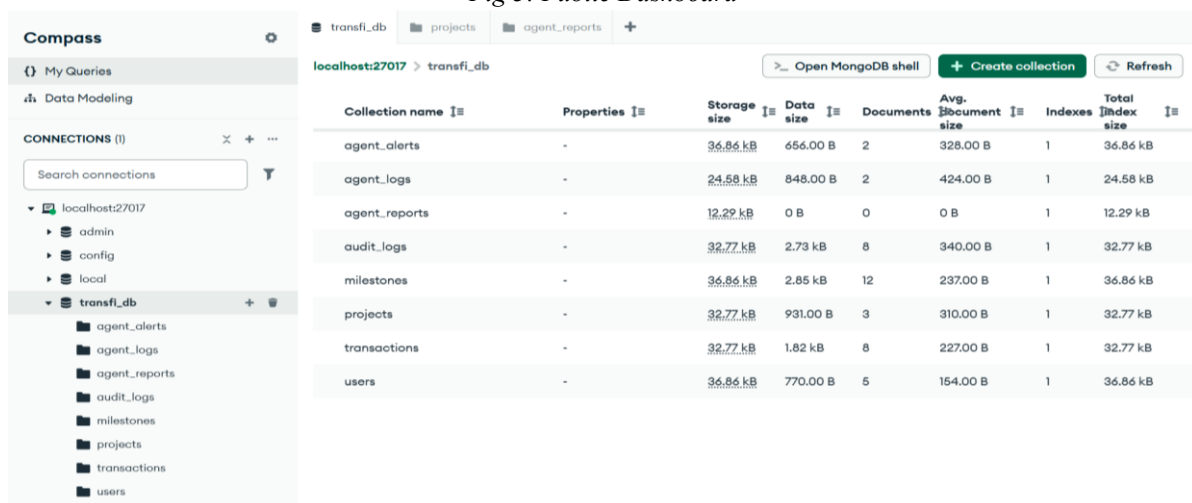 Fig 3. Public Dashboard
Compass
My Queries
Data Modeling
CONNECTIONS (1)
Search connections
localhost:27017
admin
config
local
transfi_db
agent_alerts
agent_logs
agent_reports
audit_logs
milestones
projects
transactions
users
transfi_db projects agent_reports +
localhost:27017 > transfi_db
>_ Open MongoDB shell + Create collection Refresh
Collection name Properties Storage size Data size Documents Avg. document size Indexes Total index size
agent_alerts - 36.86 kB 656.00 B 2 328.00 B 1 36.86 kB
agent_logs - 24.58 kB 848.00 B 2 424.00 B 1 24.58 kB
agent_reports - 12.29 kB 0 B 0 0 B 1 12.29 kB
audit_logs - 32.77 kB 2.73 kB 8 340.00 B 1 32.77 kB
milestones - 36.86 kB 2.85 kB 12 237.00 B 1 36.86 kB
projects - 32.77 kB 931.00 B 3 310.00 B 1 32.77 kB
transactions - 32.77 kB 1.82 kB 8 227.00 B 1 32.77 kB
users - 36.86 kB 770.00 B 5 154.00 B 1 36.86 kB